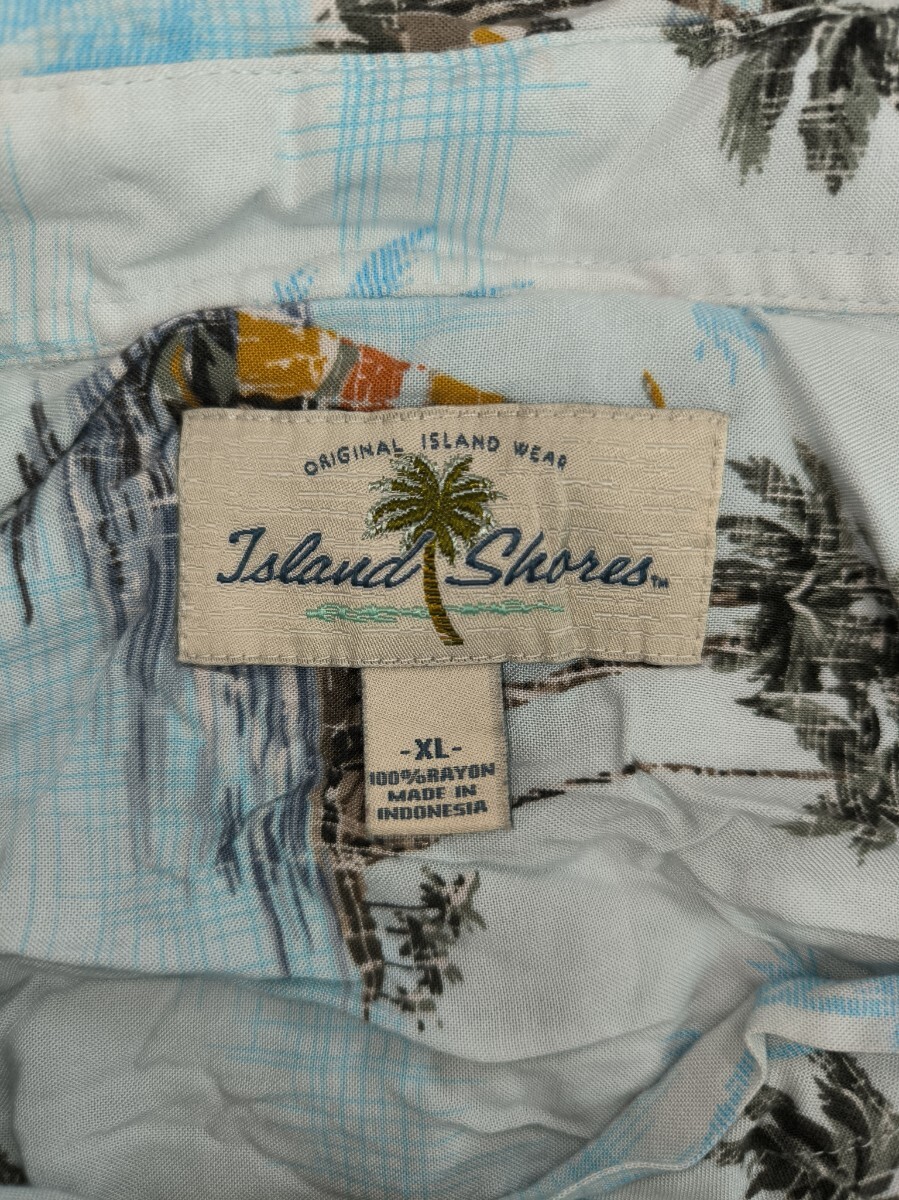 ORIGINAL ISLAND WEAR
Island Shores™
-XL-
100%RAYON
MADE IN
INDONESIA